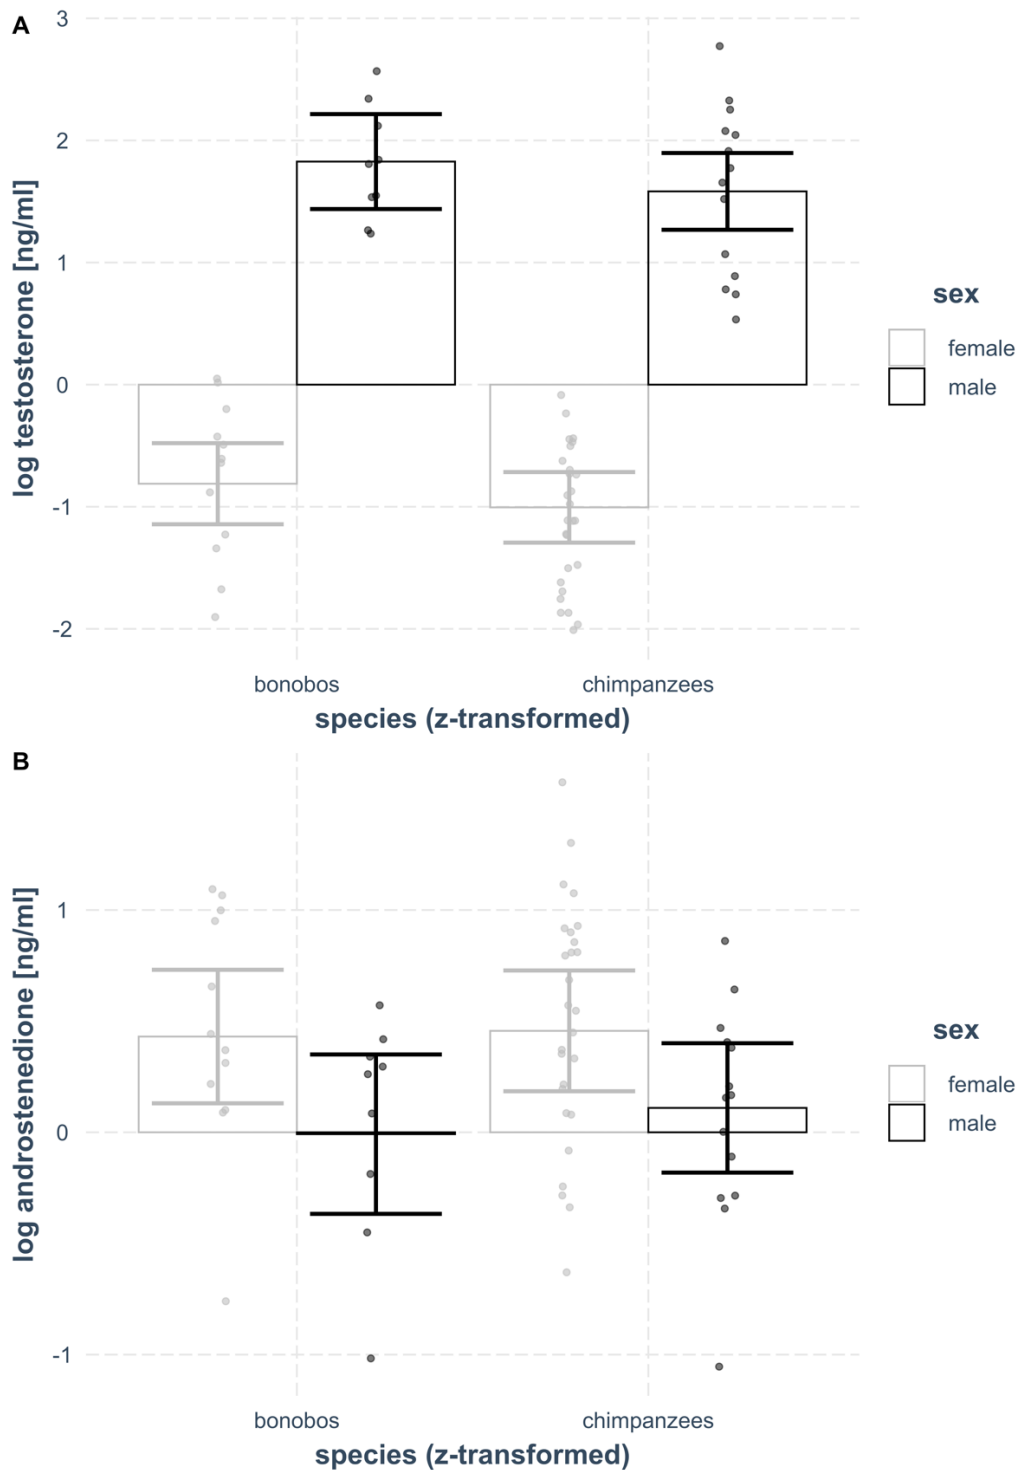 A
3
2
1
0
-1
-2
log testosterone [ng/ml]
bonobos
chimpanzees
species (z-transformed)
sex
female
male
B
1
0
-1
log androstenedione [ng/ml]
bonobos
chimpanzees
species (z-transformed)
sex
female
male